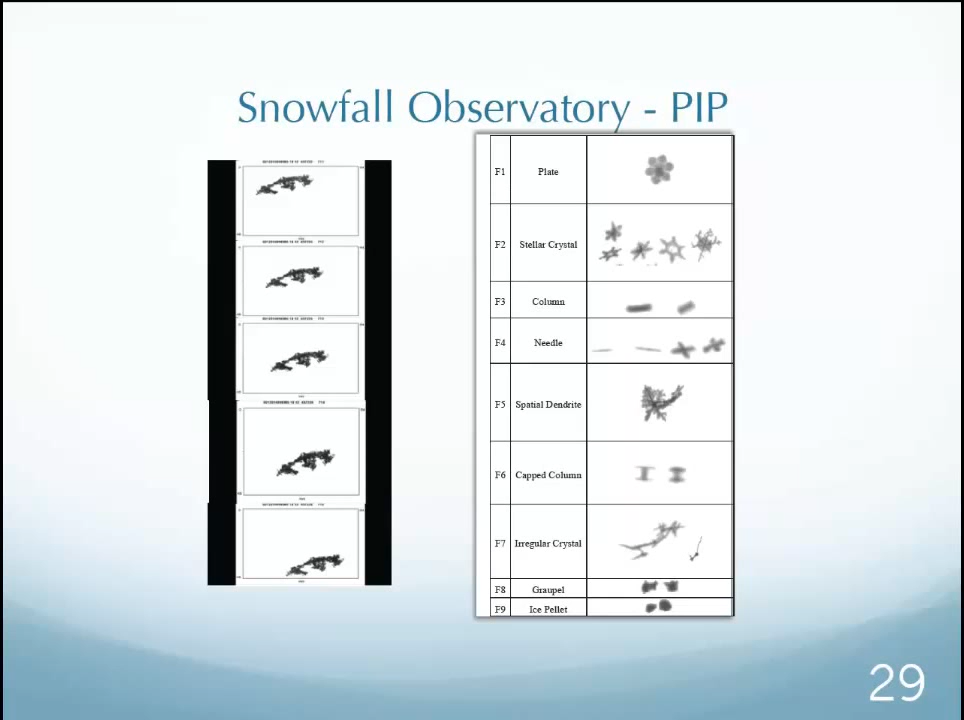 Snowfall Observatory - PIP
F1 Plate
F2 Stellar Crystal
F3 Column
F4 Needle
F5 Spatial Dendrite
F6 Capped Column
F7 Irregular Crystal
F8 Graupel
F9 Ice Pellet
29